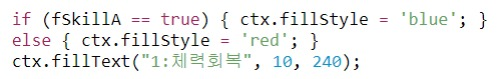 if (fSkillA == true) { ctx.fillStyle = 'blue'; }
else { ctx.fillStyle = 'red'; }
ctx.fillText("1:체력회복", 10, 240);